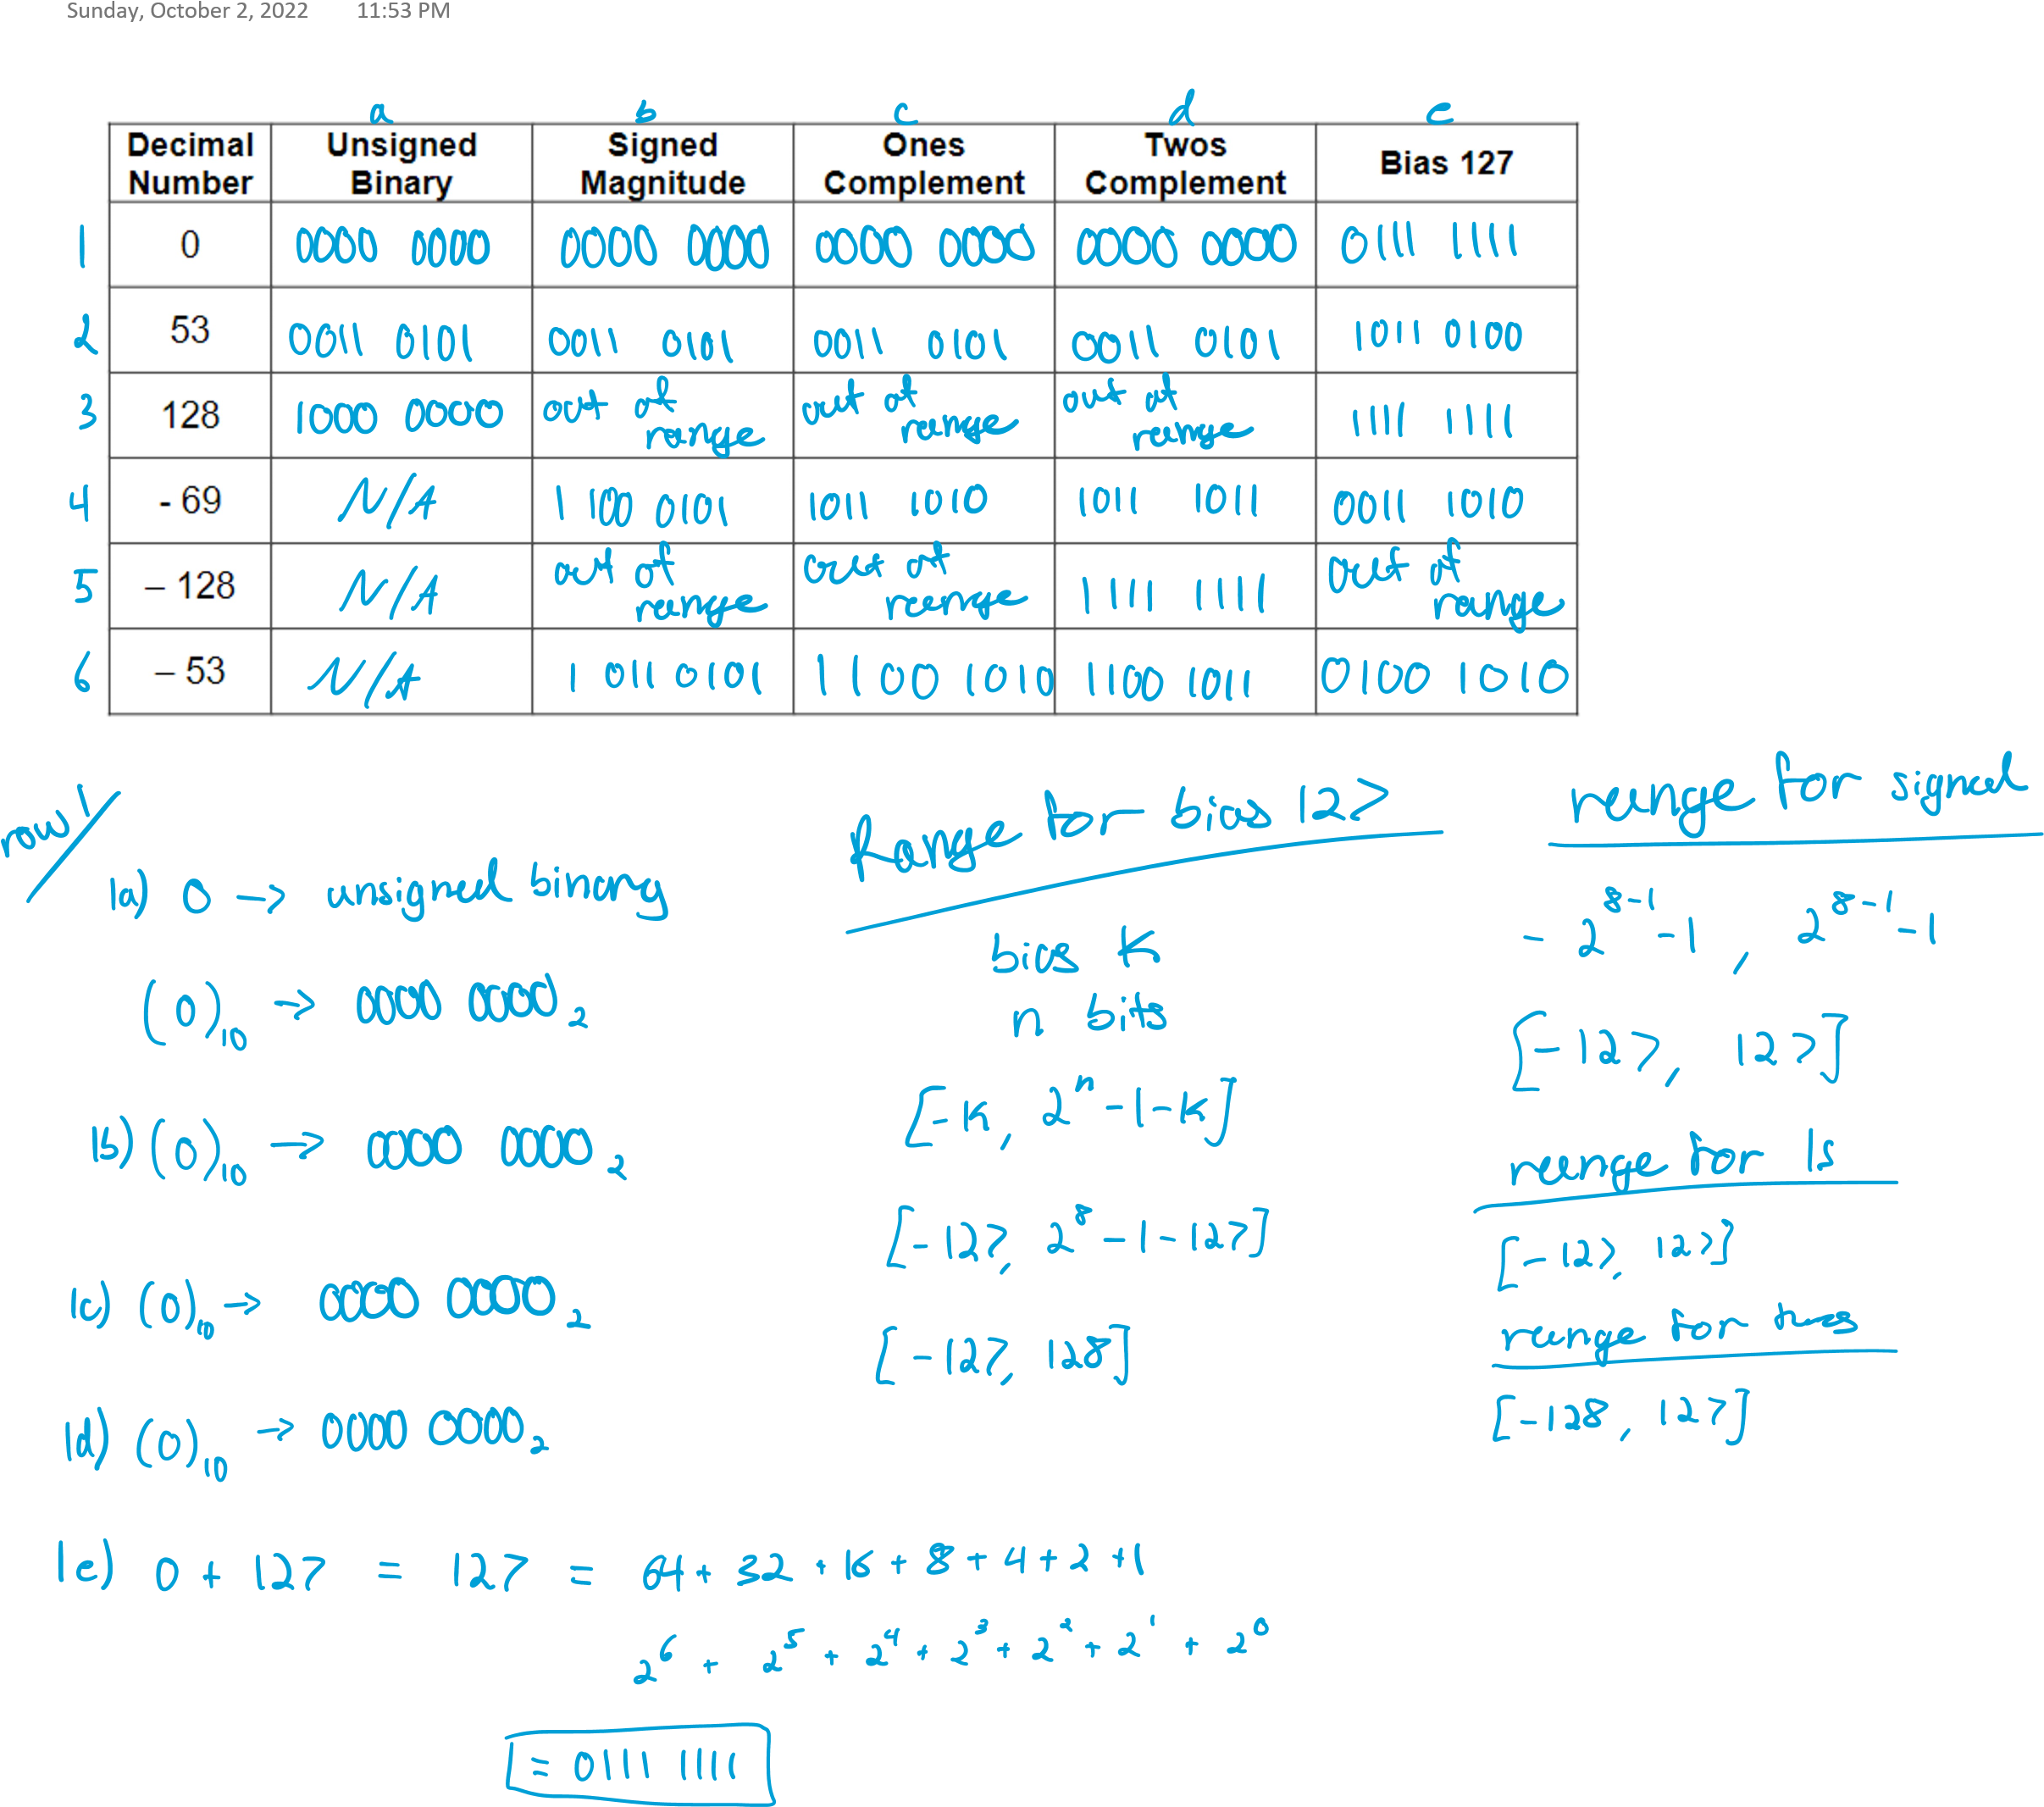 Sunday, October 2, 2022 11:53 PM
a b c d e
Decimal Number Unsigned Binary Signed Magnitude Ones Complement Twos Complement Bias 127
1 0 0000 0000 0000 0000 0000 0000 0000 0000 0111 1111
2 53 0011 0101 0011 0101 0011 0101 0011 0101 1011 0100
3 128 1000 0000 out of range out of range out of range 1111 1111
4 - 69 N/A 1 100 0101 1011 1010 1011 1011 0011 1010
5 – 128 N/A out of range out of range 1111 1111 out of range
6 – 53 N/A 1 0110101 1100 1010 1100 1011 0100 1010
row 1
1a) 0 → unsigned binary
(0)10 → 0000 0000 2
1b) (0)10 → 0000 0000 2
1c) (0)10 → 0000 0000 2
1d) (0)10 → 0000 0000 2
1e) 0 + 127 = 127 = 64 + 32 + 16 + 8 + 4 + 2 + 1
2^6 + 2^5 + 2^4 + 2^3 + 2^2 + 2^1 + 2^0
= 0111 1111
Range for bias 127
bias K
n bits
[-K, 2^n -1-K]
[-127, 2^8 -1-127]
[-127, 128]
range for signed
- 2^8-1 -1, 2^8-1 -1
[-127, 127]
range for 1s
[-127, 127]
range for twos
[-128, 127]